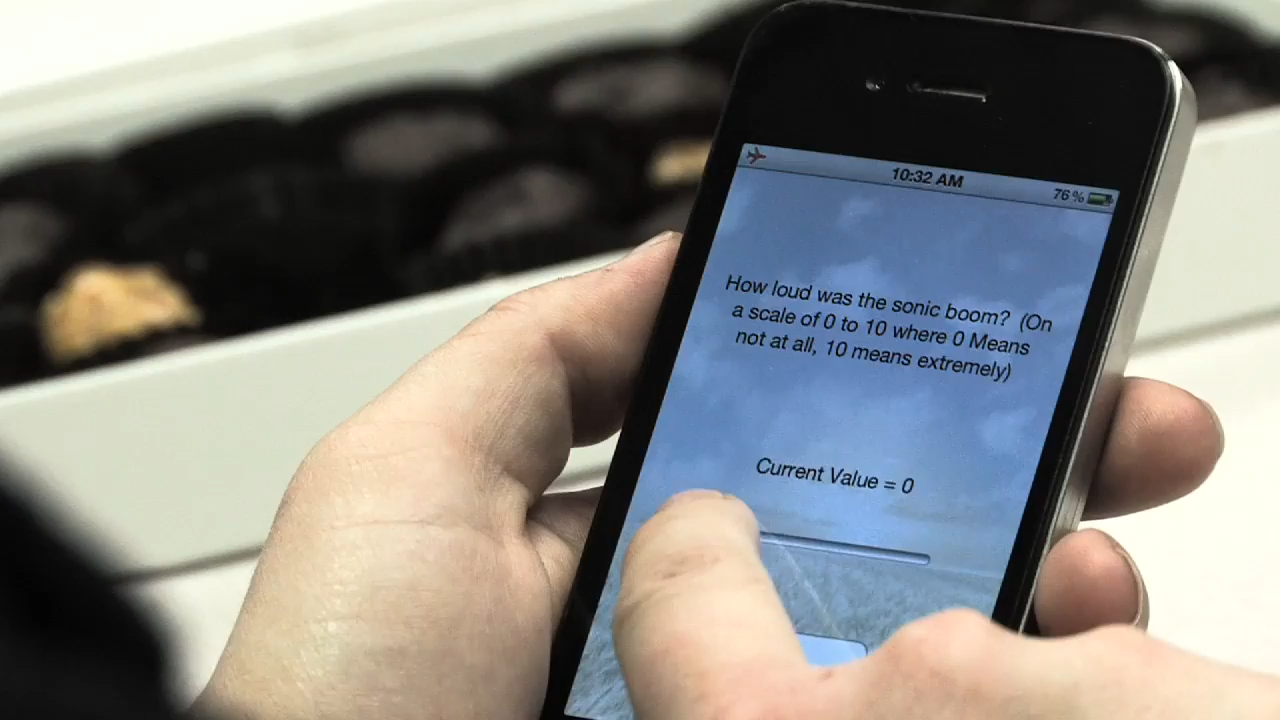 10:32 AM
76%
How loud was the sonic boom? (On
a scale of 0 to 10 where 0 Means
not at all, 10 means extremely)
Current Value = 0